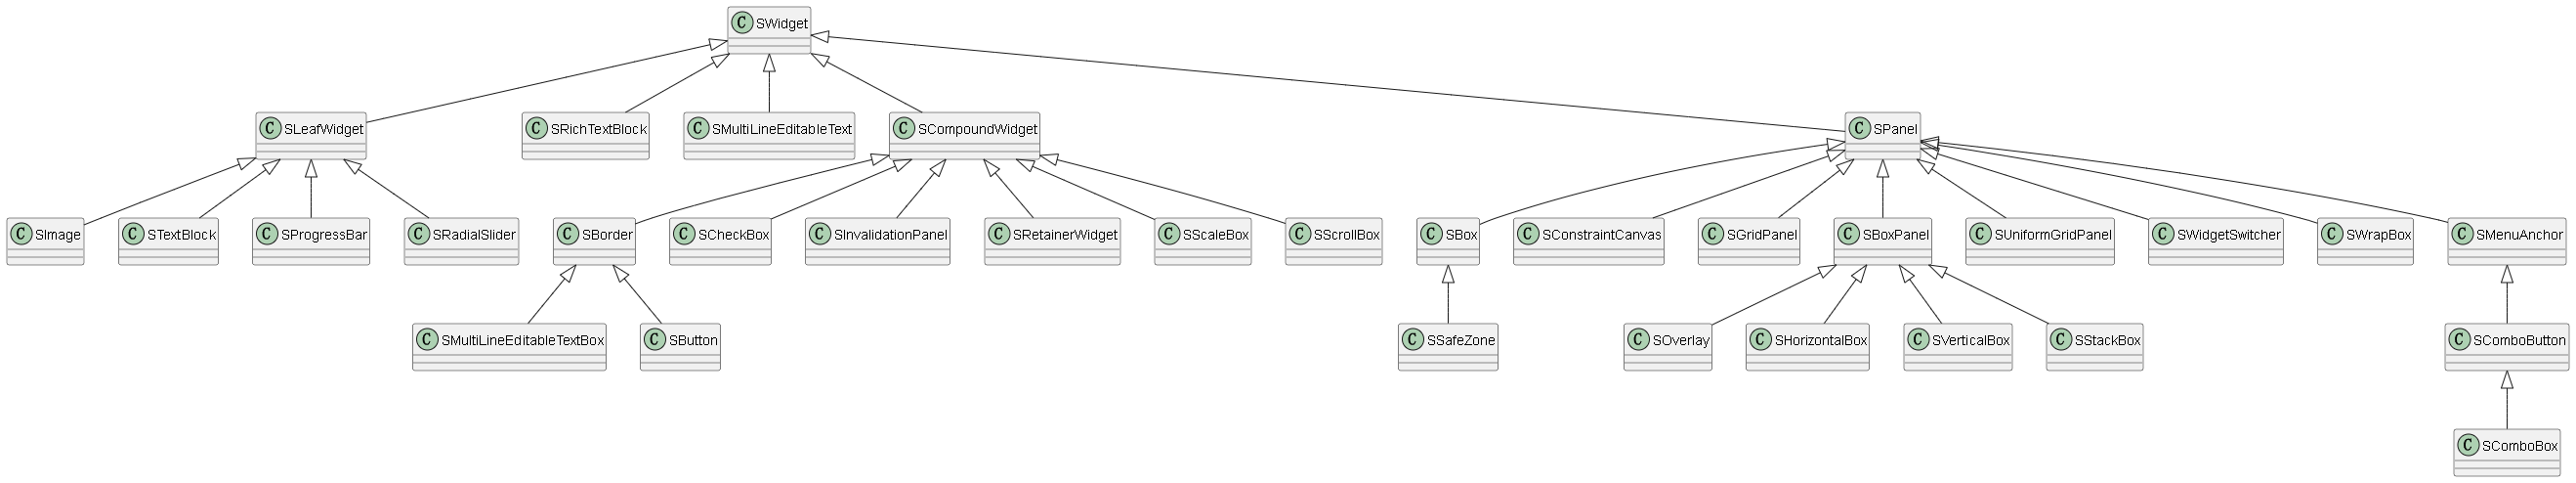 C SWidget
C SLeafWidget
C SRichTextBlock
C SMultiLineEditableText
C SCompoundWidget
C SPanel
C SImage
C STextBlock
C SProgressBar
C SRadialSlider
C SBorder
C SCheckBox
C SInvalidationPanel
C SRetainerWidget
C SScaleBox
C SScrollBox
C SBox
C SConstraintCanvas
C SGridPanel
C SBoxPanel
C SUniformGridPanel
C SWidgetSwitcher
C SWrapBox
C SMenuAnchor
C SMultiLineEditableTextBox
C SButton
C SSafeZone
C SOverlay
C SHorizontalBox
C SVerticalBox
C SStackBox
C SComboButton
C SComboBox